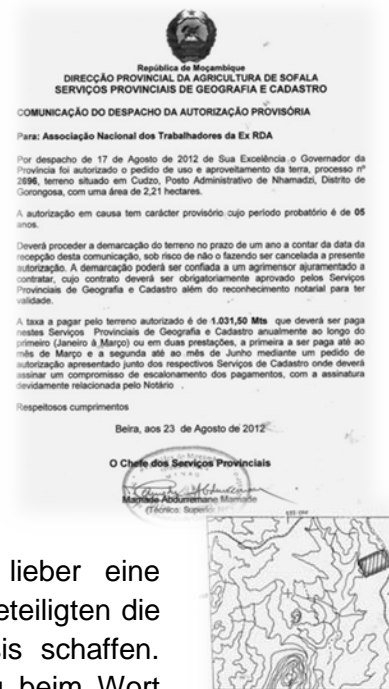 República de Moçambique
DIRECÇÃO PROVINCIAL DA AGRICULTURA DE SOFALA
SERVIÇOS PROVINCIAIS DE GEOGRAFIA E CADASTRO
COMUNICAÇÃO DO DESPACHO DA AUTORIZAÇÃO PROVISÓRIA
Para: Associação Nacional dos Trabalhadores da Ex RDA
Por despacho de 17 de Agosto de 2012 de Sua Excelência o Governador da
Província foi autorizado o pedido de uso e aproveitamento da terra, processo nº
2696, terreno situado em Cudzo, Posto Administrativo de Nhamadzi, Distrito de
Gorongosa, com uma área de 2,21 hectares.
A autorização em causa tem carácter provisório cujo período probatório é de 05
anos.
Deverá proceder a demarcação do terreno no prazo de um ano a contar da data da
recepção desta comunicação, sob risco de não o fazendo ser cancelada a presente
autorização. A demarcação poderá ser confiada a um agrimensor ajuramentado a
contratar, cujo contrato deverá ser obrigatoriamente aprovado pelos Serviços
Provinciais de Geografia e Cadastro além do reconhecimento notarial para ter
validade.
A taxa a pagar pelo terreno autorizado é de 1.031,50 Mts que deverá ser paga
nestes Serviços Provinciais de Geografia e Cadastro anualmente ao longo do
primeiro (Janeiro à Março) ou em duas prestações, a primeira a ser paga até ao
mês de Março e a segunda até ao mês de Junho mediante um pedido de
autorização apresentado junto dos respectivos Serviços de Cadastro onde deverá
assinar um compromisso de escalonamento dos pagamentos, com a assinatura
devidamente relacionada pelo Notário .
Respeitosos cumprimentos
Beira, aos 23 de Agosto de 2012
O Chefe dos Serviços Provinciais
Mamade Abdurremane Mamade
(Técnico: Superior
lieber eine
eteiligten die
is schaffen.
beim Wort